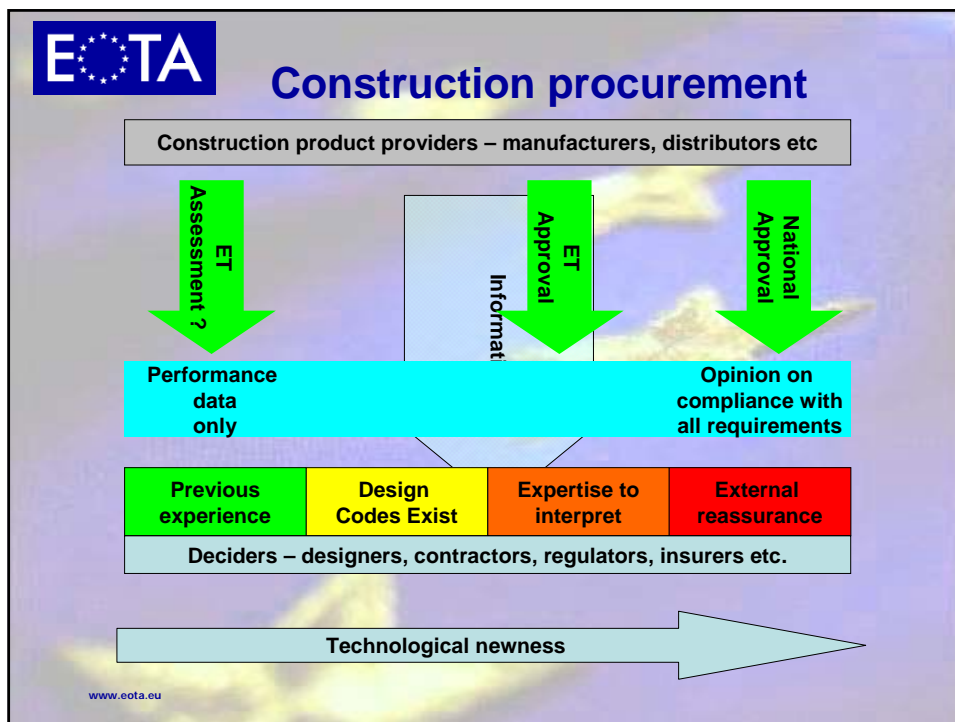 EOTA
Construction procurement
Construction product providers – manufacturers, distributors etc
ET
Assessment ?
Informati
ET
Approval
National
Approval
Performance
data
only
Opinion on
compliance with
all requirements
Previous
experience
Design
Codes Exist
Expertise to
interpret
External
reassurance
Deciders – designers, contractors, regulators, insurers etc.
Technological newness
www.eota.eu